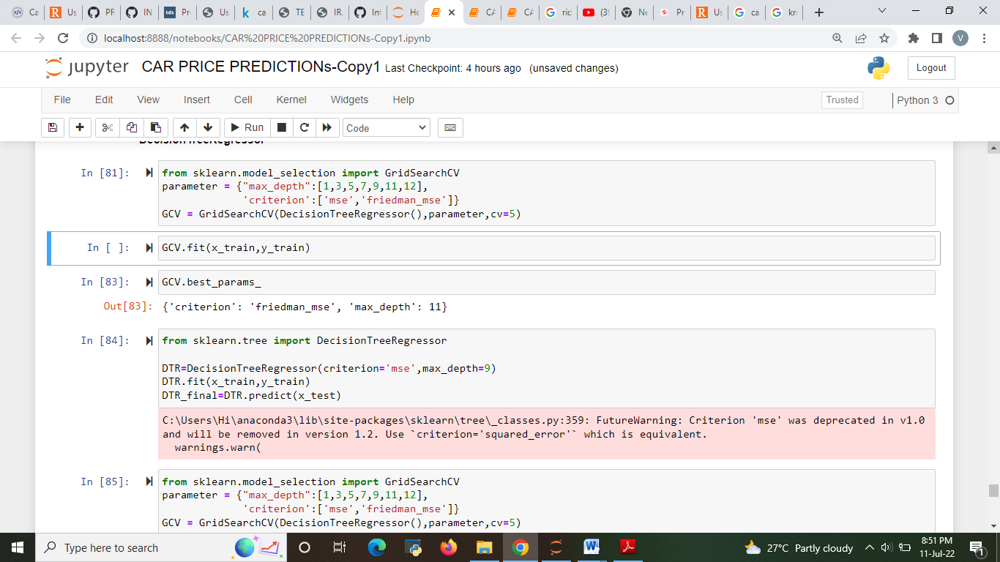 Ca
Us
PR
IN
tds
Pre
Us
ca
TE
IR.
Int
Ho
CA
CA
rid
(39
Ne
Pr
Us
ca
kn
localhost:8888/notebooks/CAR%20PRICE%20PREDICTIONs-Copy1.ipynb
V
jupyter CAR PRICE PREDICTIONs-Copy1 Last Checkpoint: 4 hours ago (unsaved changes)
Logout
File Edit View Insert Cell Kernel Widgets Help
Trusted
Python 3
Run
Code
DecisionTreeRegressor
In [81]:
from sklearn.model_selection import GridSearchCV
parameter = {"max_depth":[1,3,5,7,9,11,12],
'criterion':['mse','friedman_mse']}
GCV = GridSearchCV(DecisionTreeRegressor(),parameter,cv=5)
In [ ]:
GCV.fit(x_train,y_train)
In [83]:
GCV.best_params_
Out[83]:
{'criterion': 'friedman_mse', 'max_depth': 11}
In [84]:
from sklearn.tree import DecisionTreeRegressor
DTR=DecisionTreeRegressor(criterion='mse',max_depth=9)
DTR.fit(x_train,y_train)
DTR_final=DTR.predict(x_test)
C:\Users\Hi\anaconda3\lib\site-packages\sklearn\tree\_classes.py:359: FutureWarning: Criterion 'mse' was deprecated in v1.0
and will be removed in version 1.2. Use `criterion='squared_error'` which is equivalent.
warnings.warn(
In [85]:
from sklearn.model_selection import GridSearchCV
parameter = {"max_depth":[1,3,5,7,9,11,12],
'criterion':['mse','friedman_mse']}
GCV = GridSearchCV(DecisionTreeRegressor(),parameter,cv=5)
Type here to search
27°C Partly cloudy
8:51 PM
11-Jul-22
1